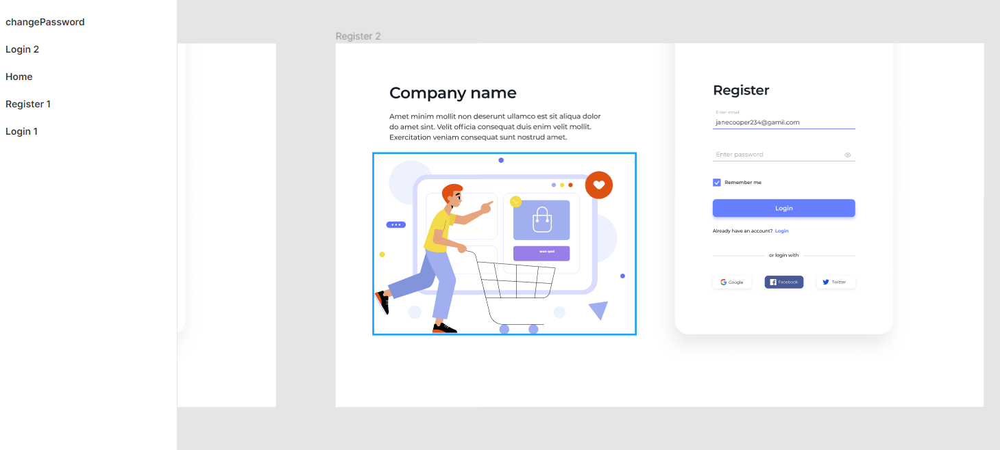 changePassword
Login 2
Home
Register 1
Login 1
Register 2
Company name
Amet minim mollit non deserunt ullamco est sit aliqua dolor
do amet sint. Velit officia consequat duis enim velit mollit.
Exercitation veniam consequat sunt nostrud amet.
Register
Enter email
janecooper234@gamil.com
Enter password
Remember me
Login
Already have an account? Login
or login with
Google
Facebook
Twitter